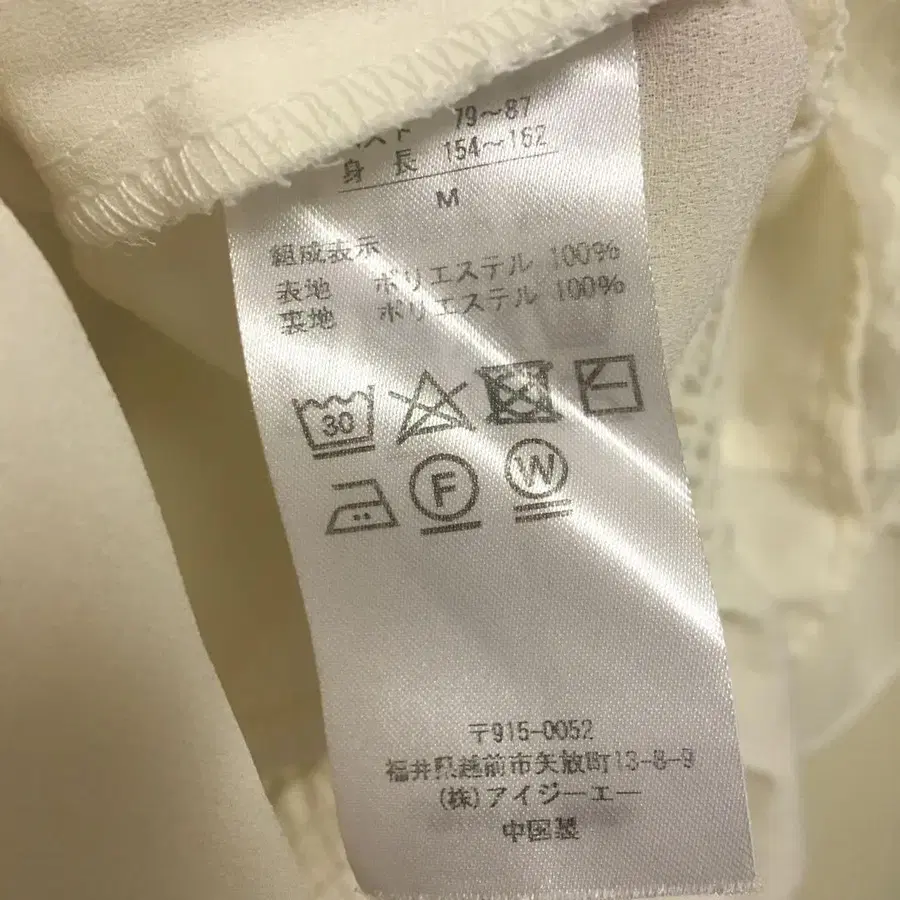 スト 79～87
身長 154～162
M
組成表示
表地 ポリエステル 100%
裏地 ポリエステル 100%
30
F
W
〒915-0052
福井県越前市矢放町13-8-9
(株)アイジーエー
中国製